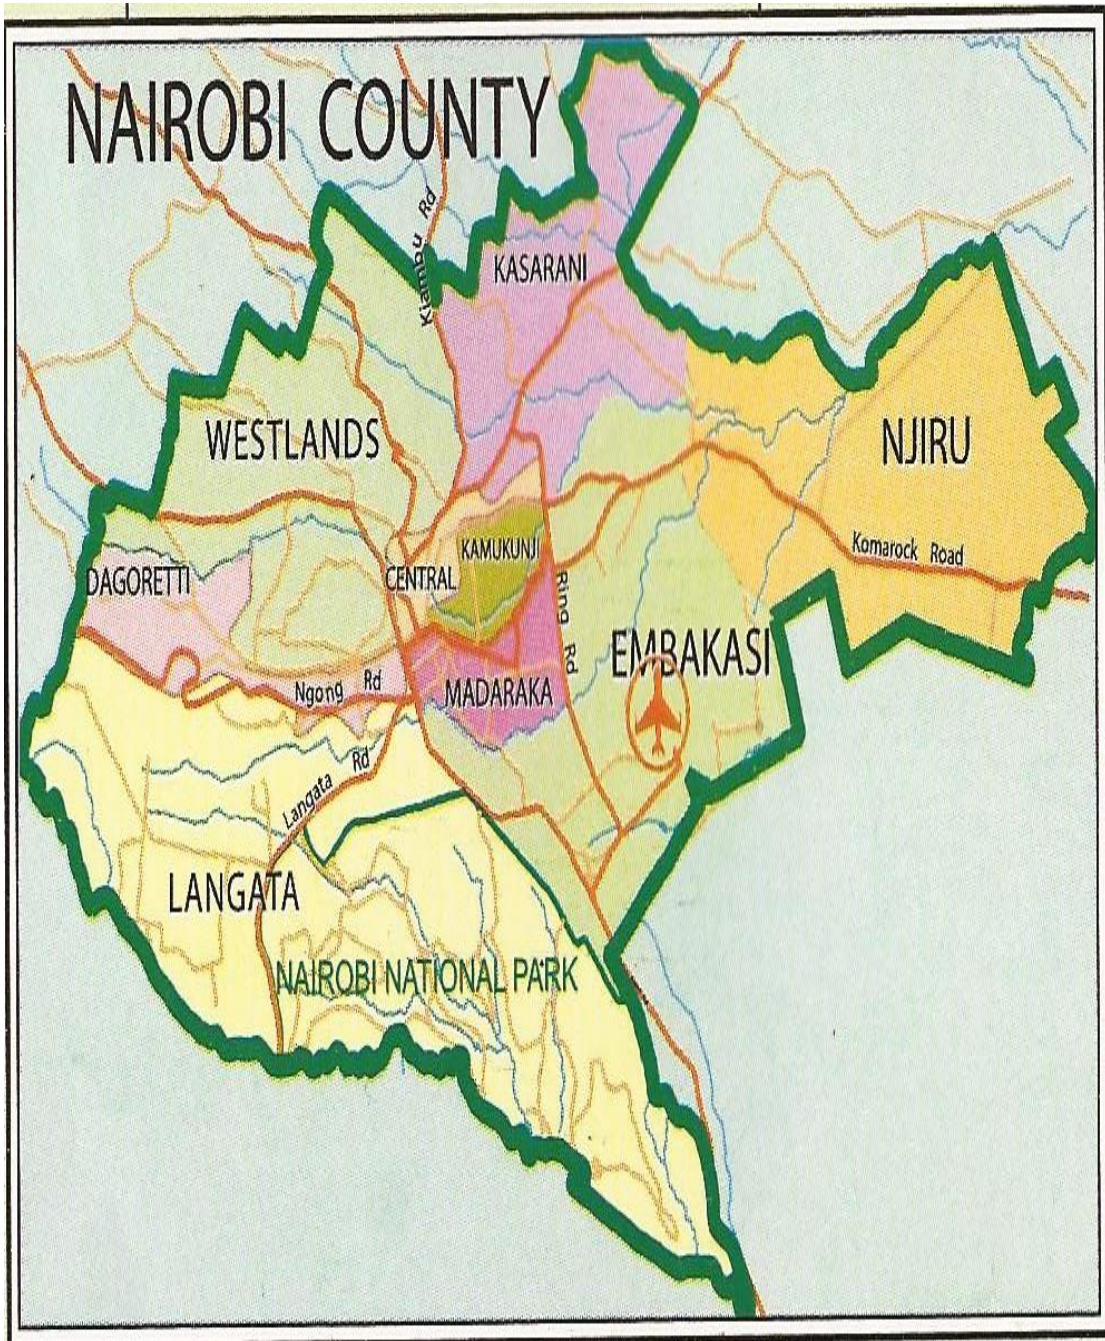 NAIROBI COUNTY
Kiambu Rd
KASARANI
WESTLANDS
NJIRU
KAMUKUNJI
Komarock Road
DAGORETTI
CENTRAL
Ring Rd
EMBAKASI
Ngong Rd
MADARAKA
Langata Rd
LANGATA
NAIROBI NATIONAL PARK